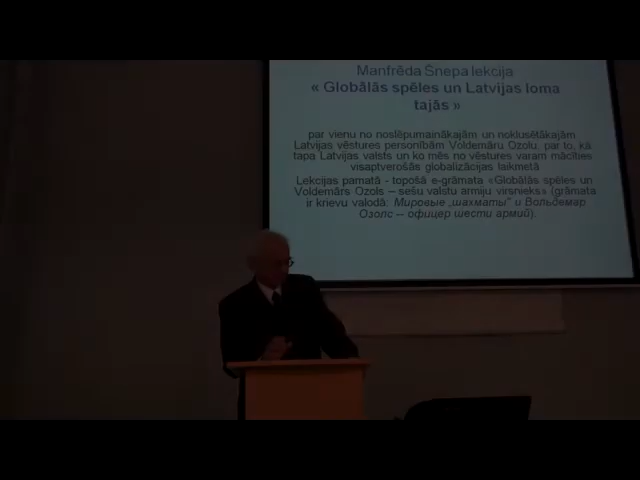 Manfrēda Šnepa lekcija
« Globālās spēles un Latvijas loma
tajās »
par vienu no noslēpumainākajām un noklusētākajām
Latvijas vēstures personībām Voldemāru Ozolu, par to, kā
tapa Latvijas valsts un ko mēs no vēstures varam mācīties
visaptverošās globalizācijas laikmetā
Lekcijas pamatā - topošā e-grāmata «Globālās spēles un
Voldemārs Ozols – sešu valstu armiju virsnieks» (grāmata
ir krievu valodā: Мировые „шахматы" и Вольдемар
Озолс – офицер шести армий).